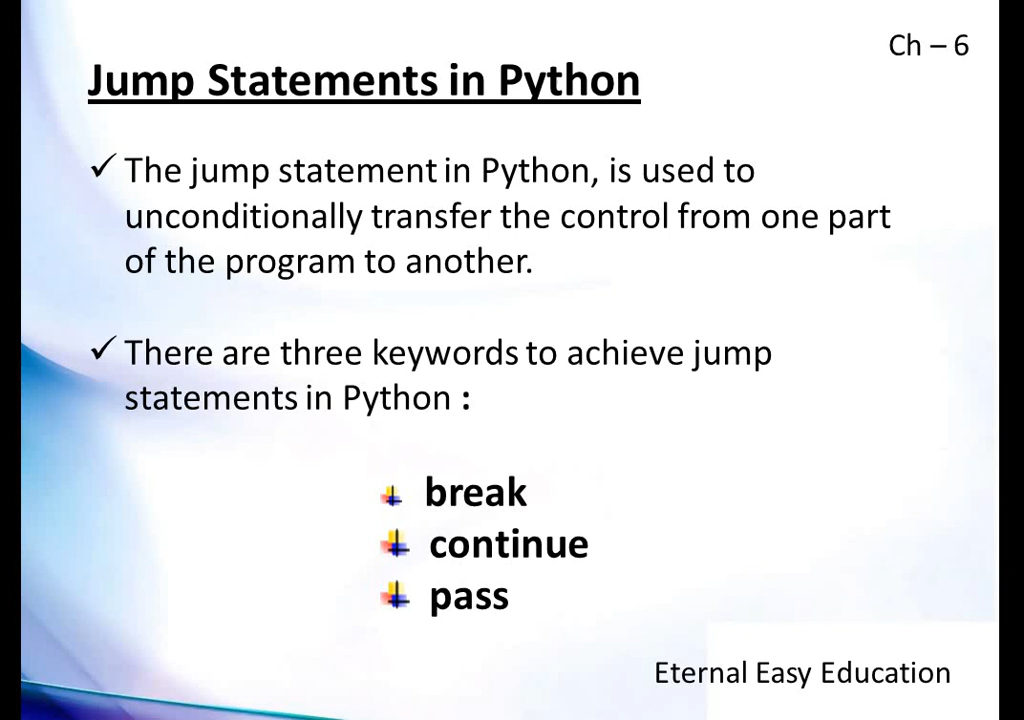 Ch – 6
Jump Statements in Python
✓ The jump statement in Python, is used to
unconditionally transfer the control from one part
of the program to another.
✓ There are three keywords to achieve jump
statements in Python :
break
continue
pass
Eternal Easy Education